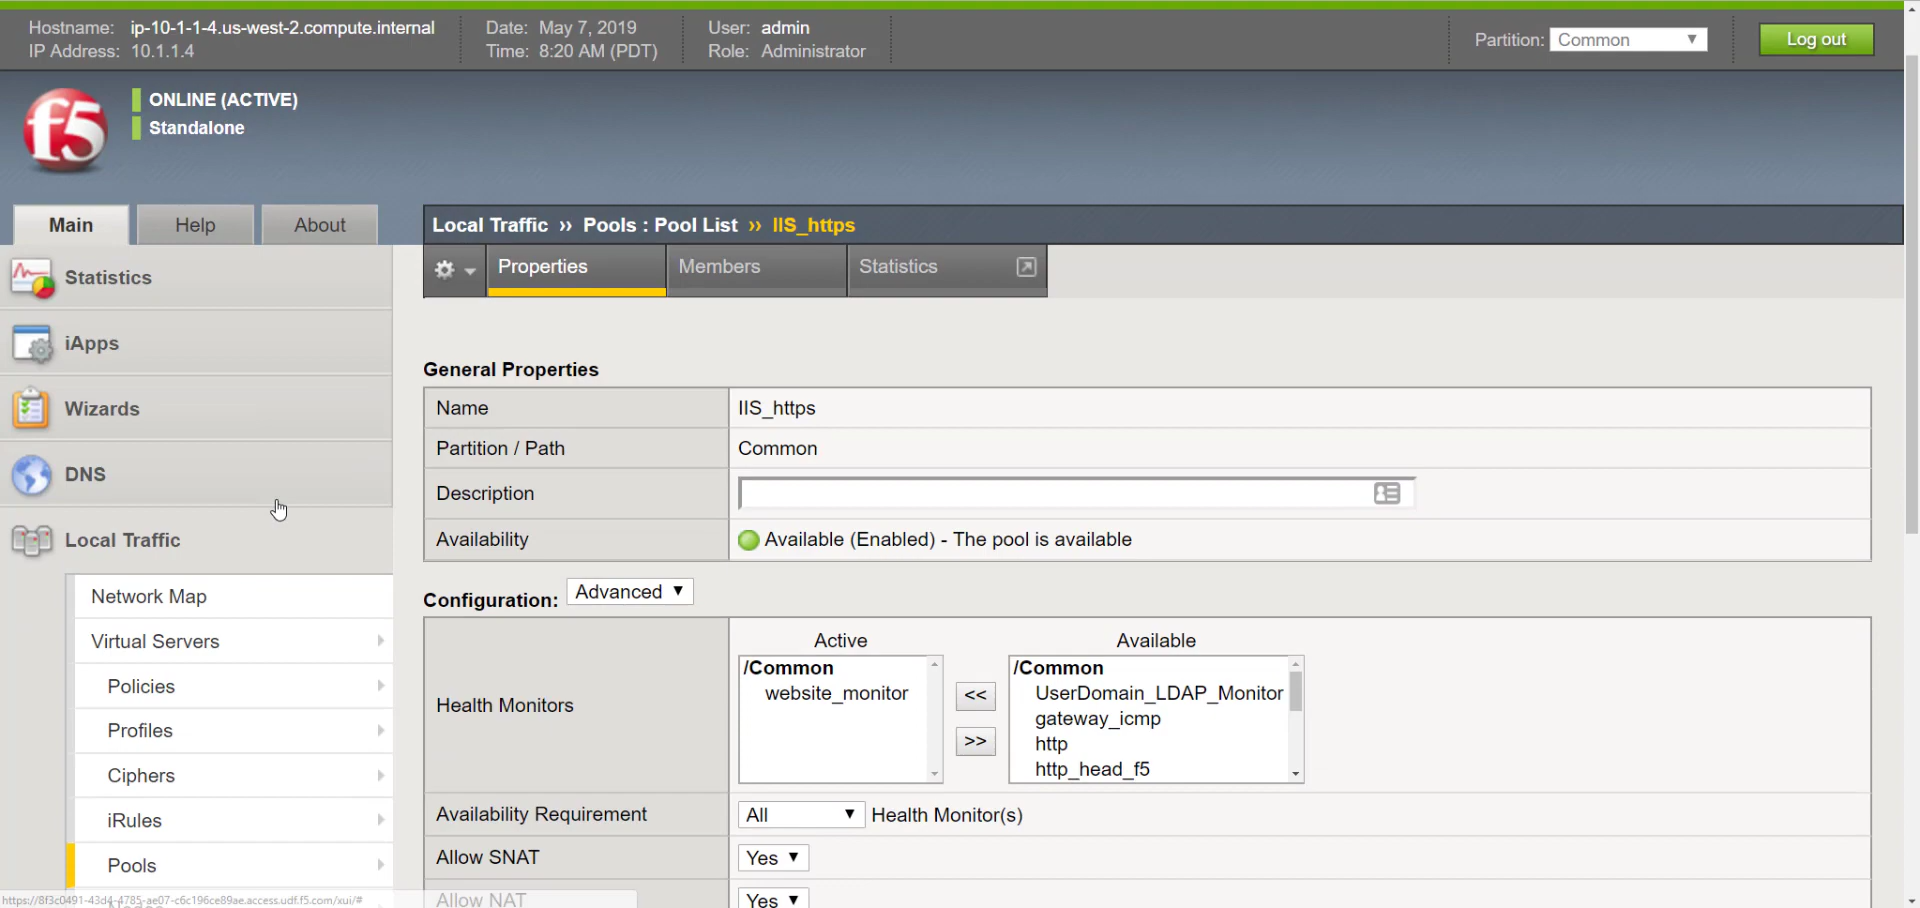 Hostname: ip-10-1-1-4.us-west-2.compute.internal
IP Address: 10.1.1.4
Date: May 7, 2019
Time: 8:20 AM (PDT)
User: admin
Role: Administrator
Partition: Common
Log out
f5
ONLINE (ACTIVE)
Standalone
Main
Help
About
Statistics
iApps
Wizards
DNS
Local Traffic
Network Map
Virtual Servers
Policies
Profiles
Ciphers
iRules
Pools
https://8f3c0491-43d4-4785-ae07-c6c196ce89ae.access.udf.f5.com/xui/#
Local Traffic ›› Pools : Pool List ›› IIS_https
Properties
Members
Statistics
General Properties
Name IIS_https
Partition / Path Common
Description
Availability Available (Enabled) - The pool is available
Configuration: Advanced
Health Monitors
Active
/Common
website_monitor
<<
>>
Available
/Common
UserDomain_LDAP_Monitor
gateway_icmp
http
http_head_f5
Availability Requirement All Health Monitor(s)
Allow SNAT Yes
Allow NAT Yes